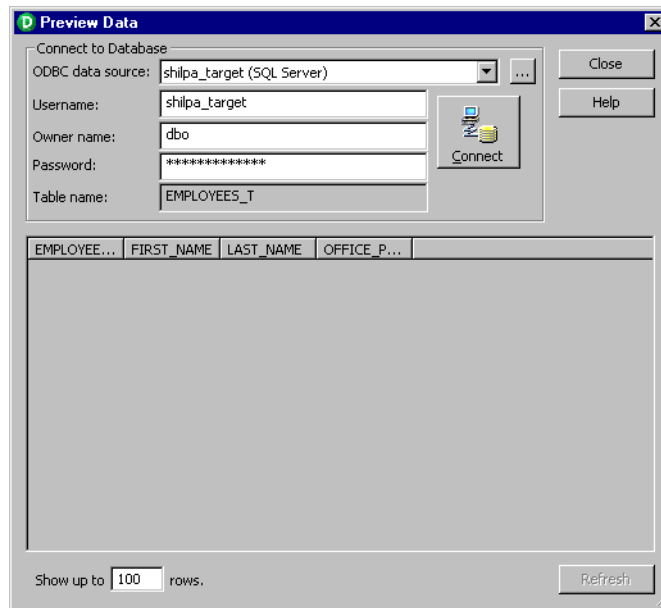 Preview Data
Connect to Database
ODBC data source: shilpa_target (SQL Server) ...
Close
Username: shilpa_target
Help
Owner name: dbo
Connect
Password: *************
Table name: EMPLOYEES_T
EMPLOYEE... FIRST_NAME LAST_NAME OFFICE_P...
Show up to 100 rows.
Refresh